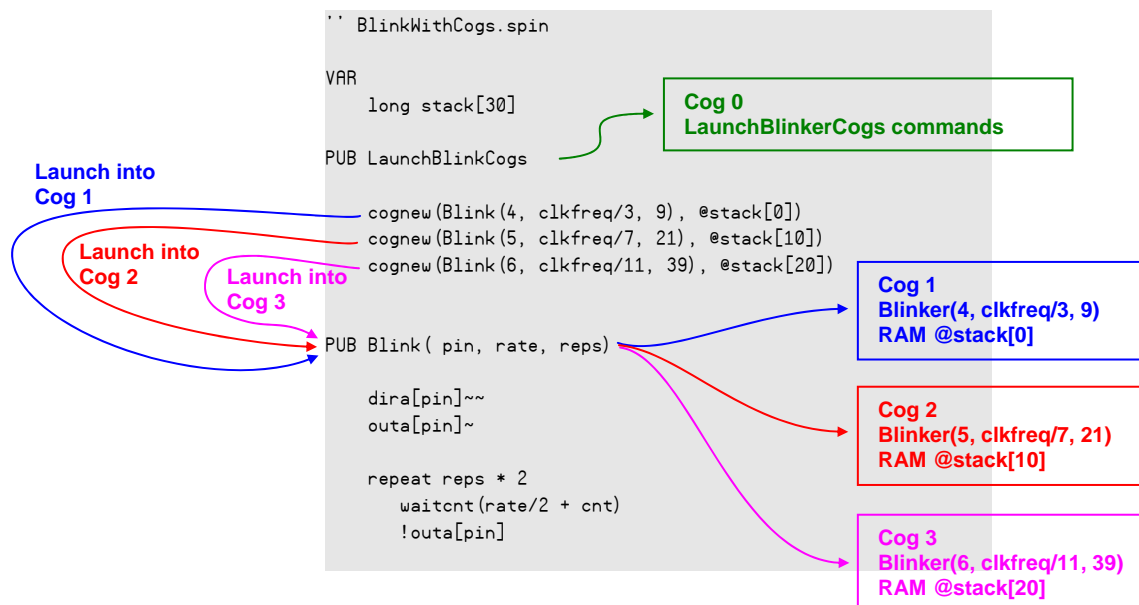 '' BlinkWithCogs.spin
VAR
long stack[30]
PUB LaunchBlinkCogs
cognew(Blink(4, clkfreq/3, 9), @stack[0])
cognew(Blink(5, clkfreq/7, 21), @stack[10])
cognew(Blink(6, clkfreq/11, 39), @stack[20])
PUB Blink( pin, rate, reps)
dira[pin]~~
outa[pin]~
repeat reps * 2
waitcnt(rate/2 + cnt)
!outa[pin]
Launch into
Cog 1
Launch into
Cog 2
Launch into
Cog 3
Cog 0
LaunchBlinkerCogs commands
Cog 1
Blinker(4, clkfreq/3, 9)
RAM @stack[0]
Cog 2
Blinker(5, clkfreq/7, 21)
RAM @stack[10]
Cog 3
Blinker(6, clkfreq/11, 39)
RAM @stack[20]